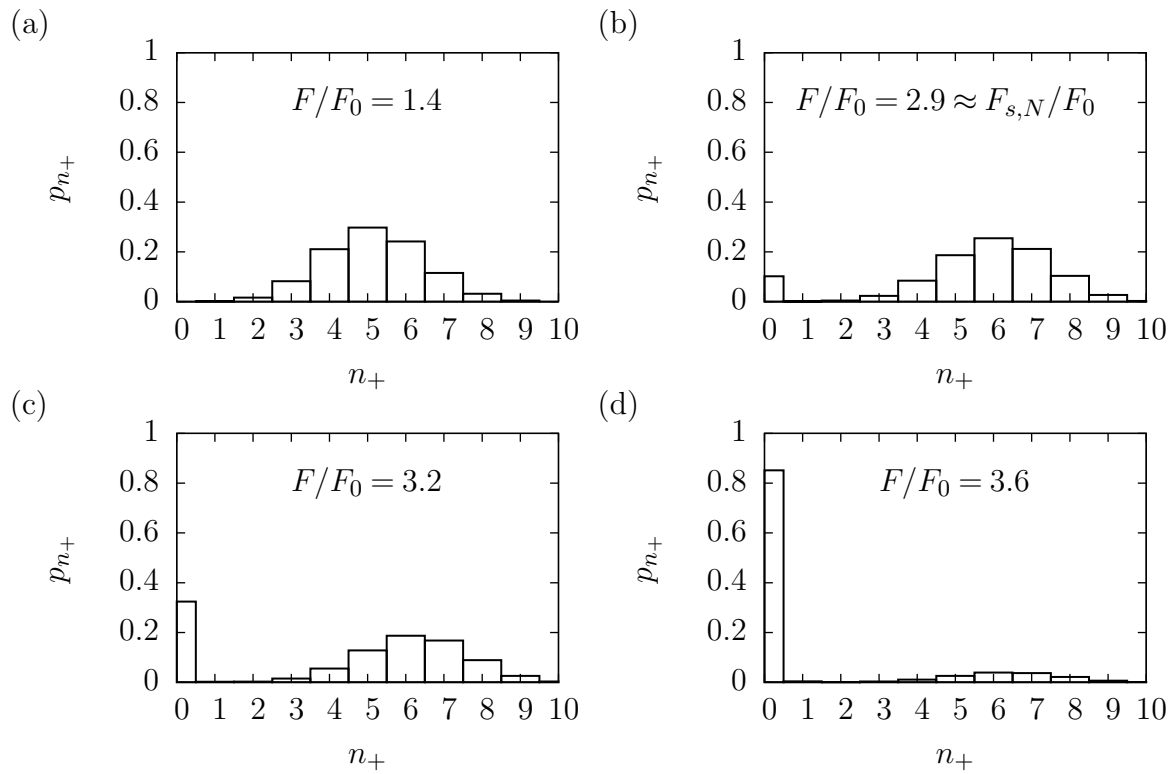 (a)
1
0.8
0.6
0.4
0.2
0
p_{n_+}
F/F_0 = 1.4
0 1 2 3 4 5 6 7 8 9 10
n_+
(b)
1
0.8
0.6
0.4
0.2
0
p_{n_+}
F/F_0 = 2.9 ≈ F_{s,N}/F_0
0 1 2 3 4 5 6 7 8 9 10
n_+
(c)
1
0.8
0.6
0.4
0.2
0
p_{n_+}
F/F_0 = 3.2
0 1 2 3 4 5 6 7 8 9 10
n_+
(d)
1
0.8
0.6
0.4
0.2
0
p_{n_+}
F/F_0 = 3.6
0 1 2 3 4 5 6 7 8 9 10
n_+